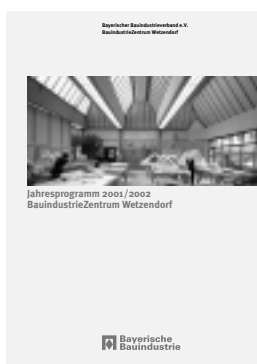 Bayerischer Bauindustrieverband e.V.
BauindustrieZentrum Wetzendorf
Jahresprogramm 2001/2002
BauindustrieZentrum Wetzendorf
Bayerische
Bauindustrie